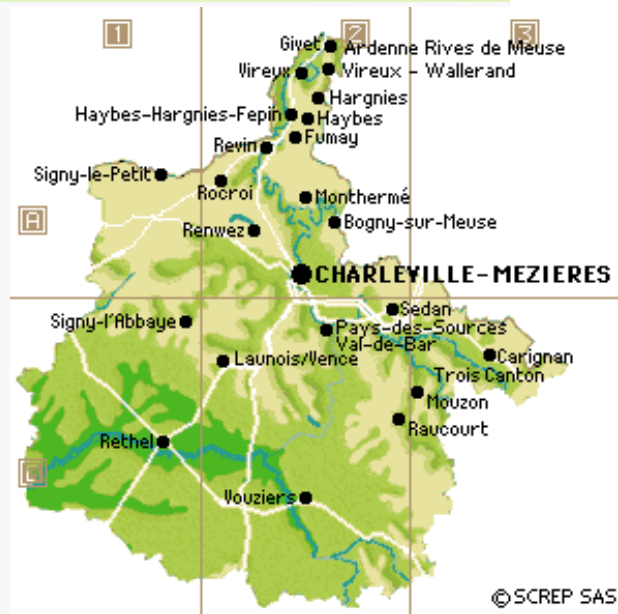 1
2
3
Givet
Ardenne Rives de Meuse
Vireux
Vireux - Wallerand
Hargnies
Haybes-Hargnies-Fepin
Haybes
Fumay
Revin
Signy-le-Petit
Rocroi
Monthermé
A
Renwez
Bogny-sur-Meuse
CHARLEVILLE-MEZIERES
Sedan
Signy-l'Abbaye
Pays-des-Sources
Val-de-Bar
Launois/Vence
Carignan
Trois Canton
Mouzon
Raucourt
Rethel
Vouziers
© SCREP SAS